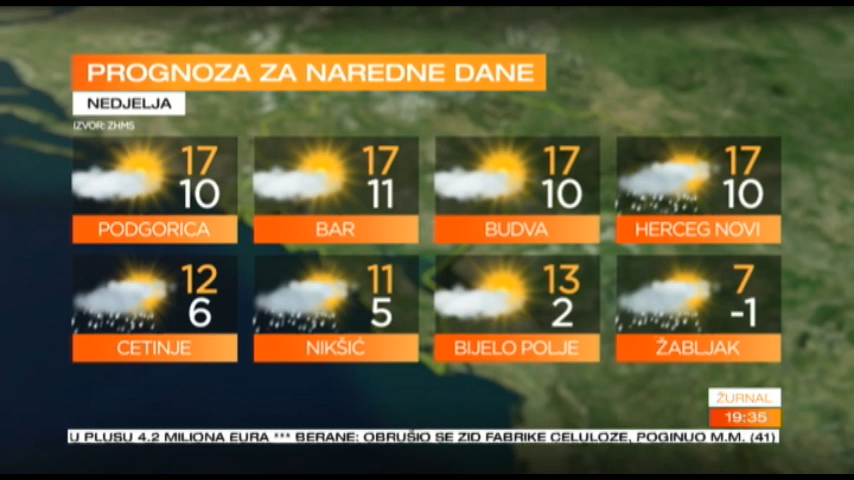 PROGNOZA ZA NAREDNE DANE
NEDJELJA
IZVOR: ZHMS
17
10
PODGORICA
17
11
BAR
17
10
BUDVA
17
10
HERCEG NOVI
12
6
CETINJE
11
5
NIKŠIĆ
13
2
BIJELO POLJE
7
-1
ŽABLJAK
ŽURNAL
19:35
U PLUSU 4.2 MILIONA EURA *** BERANE: OBRUŠIO SE ZID FABRIKE CELULOZE, POGINUO M.M. (41)